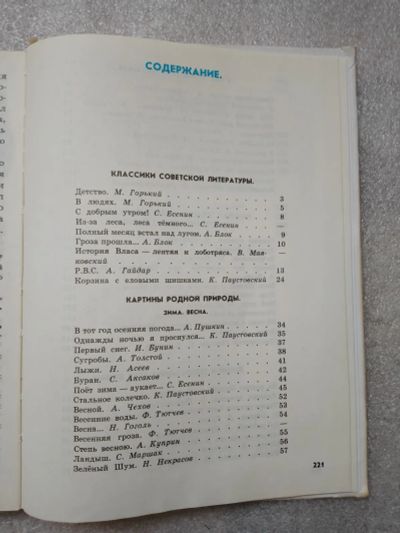 СОДЕРЖАНИЕ.
КЛАССИКИ СОВЕТСКОЙ ЛИТЕРАТУРЫ.
Детство. М. Горький 3
В людях. М. Горький 5
С добрым утром! С. Есенин 8
Из-за леса, леса тёмного... С. Есенин
Полный месяц встал над лугом. А. Блок 9
Гроза прошла... А. Блок 10
История Власа — лентяя и лоботряса. В. Мая-
ковский
Р.В.С. А. Гайдар 13
Корзина с еловыми шишками. К. Паустовский 24
КАРТИНЫ РОДНОЙ ПРИРОДЫ.
ЗИМА. ВЕСНА.
В тот год осенняя погода... А. Пушкин 34
Однажды ночью я проснулся... К. Паустовский 35
Первый снег. И. Бунин 37
Сугробы. А. Толстой 38
Лыжи. Н. Асеев 41
Буран. С. Аксаков 42
Поёт зима — аукает... С. Есенин 44
Стальное колечко. К. Паустовский 45
Весной. А. Чехов 52
Весенние воды. Ф. Тютчев 53
Весна... Н. Гоголь 54
Весенняя гроза. Ф. Тютчев
Степь весною. А. Куприн 55
Ландыш. С. Маршак 56
Зелёный Шум. Н. Некрасов 57
221